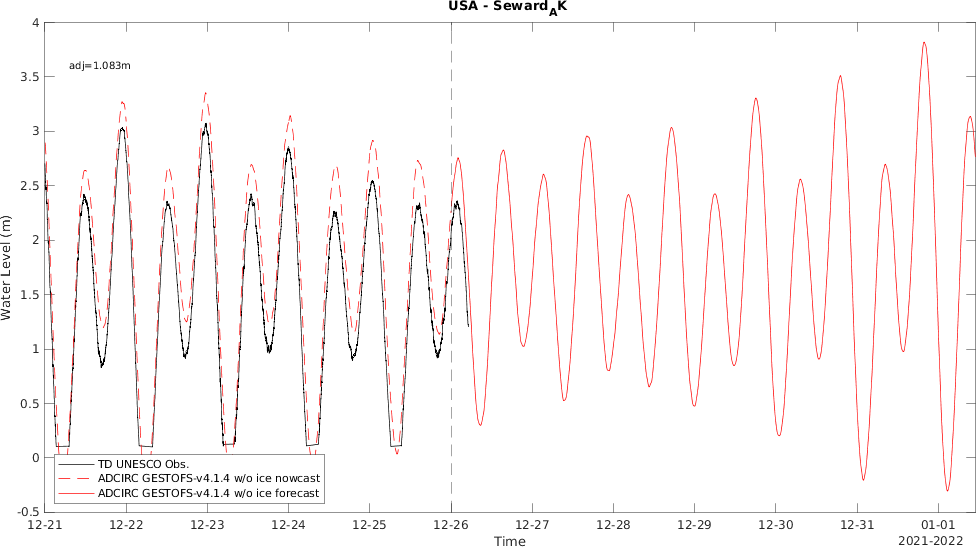 USA - Seward_AK
4
adj=1.083m
3.5
3
2.5
2
Water Level (m)
1.5
1
0.5
0
TD UNESCO Obs.
ADCIRC GESTOFS-v4.1.4 w/o ice nowcast
ADCIRC GESTOFS-v4.1.4 w/o ice forecast
-0.5
12-21 12-22 12-23 12-24 12-25 12-26 12-27 12-28 12-29 12-30 12-31 01-01
Time 2021-2022